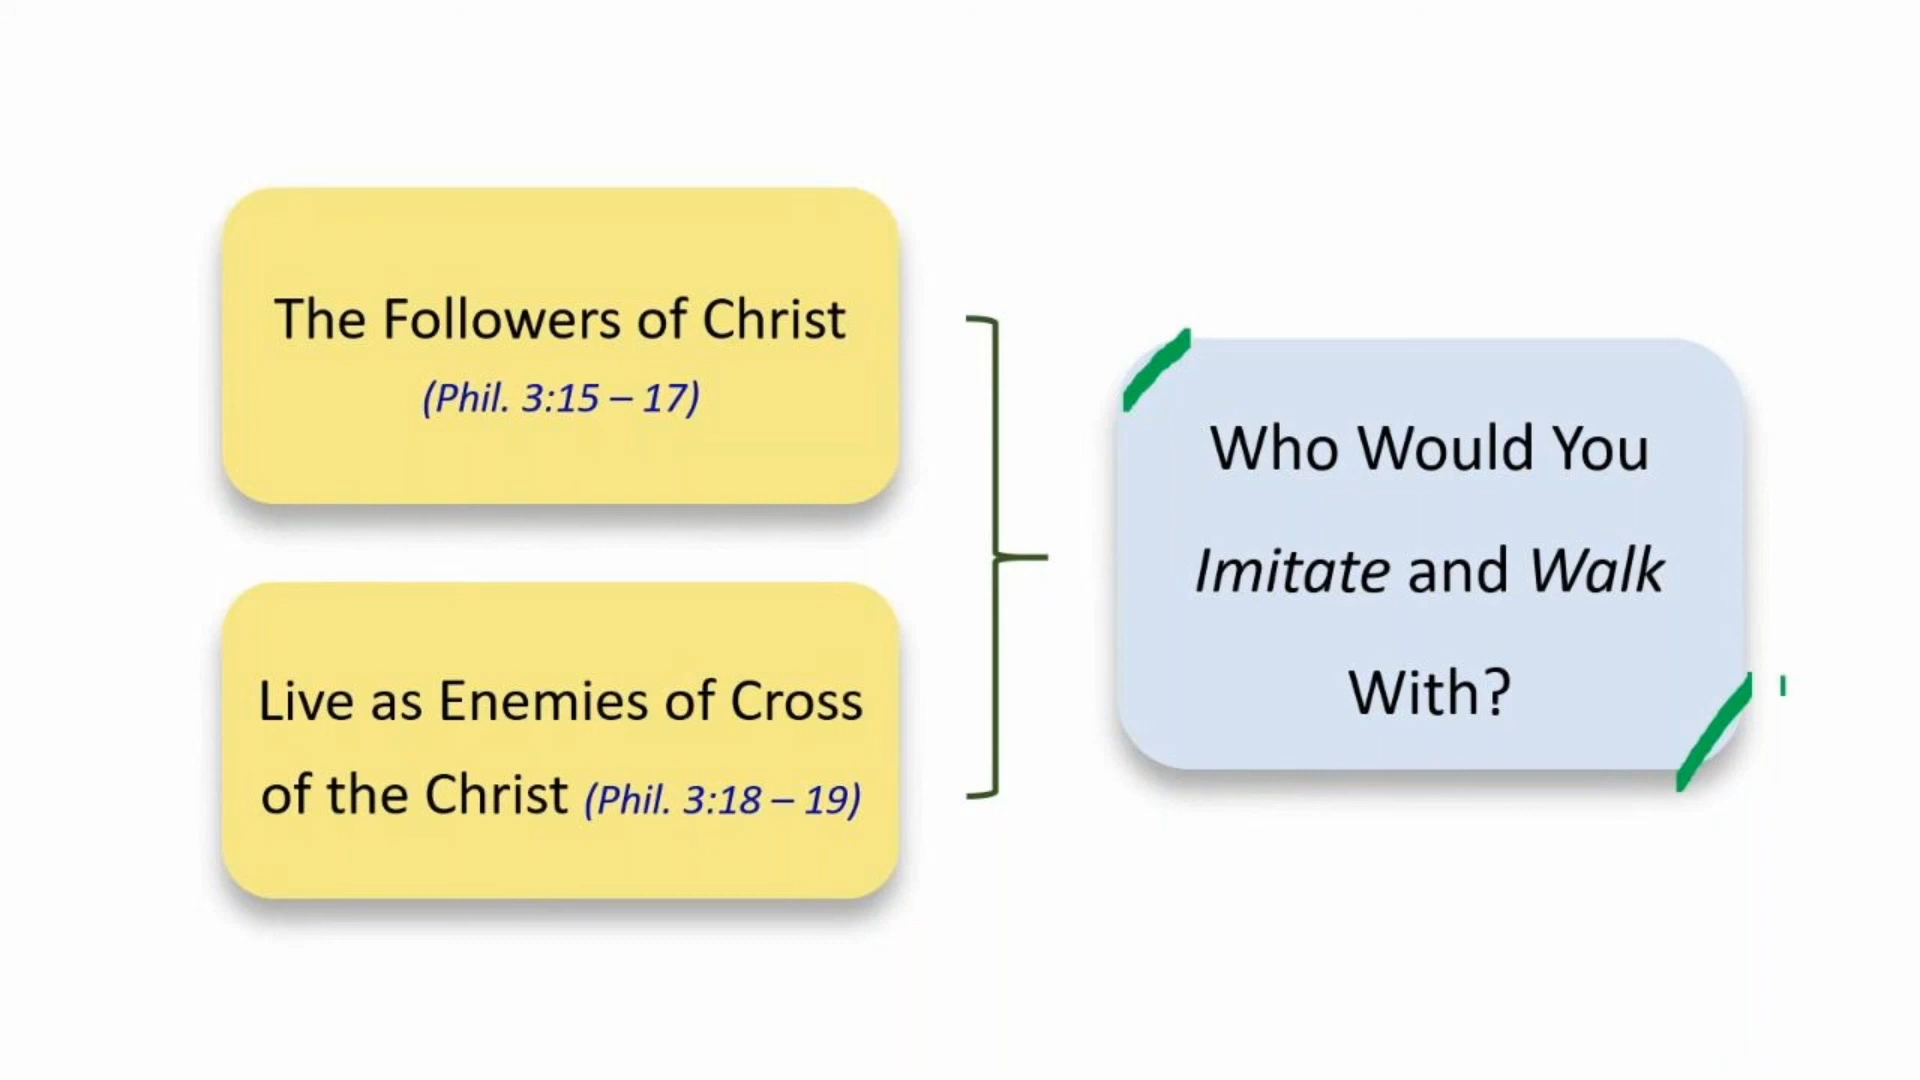 The Followers of Christ
(Phil. 3:15 – 17)
Live as Enemies of Cross
of the Christ (Phil. 3:18 – 19)
Who Would You
Imitate and Walk
With?